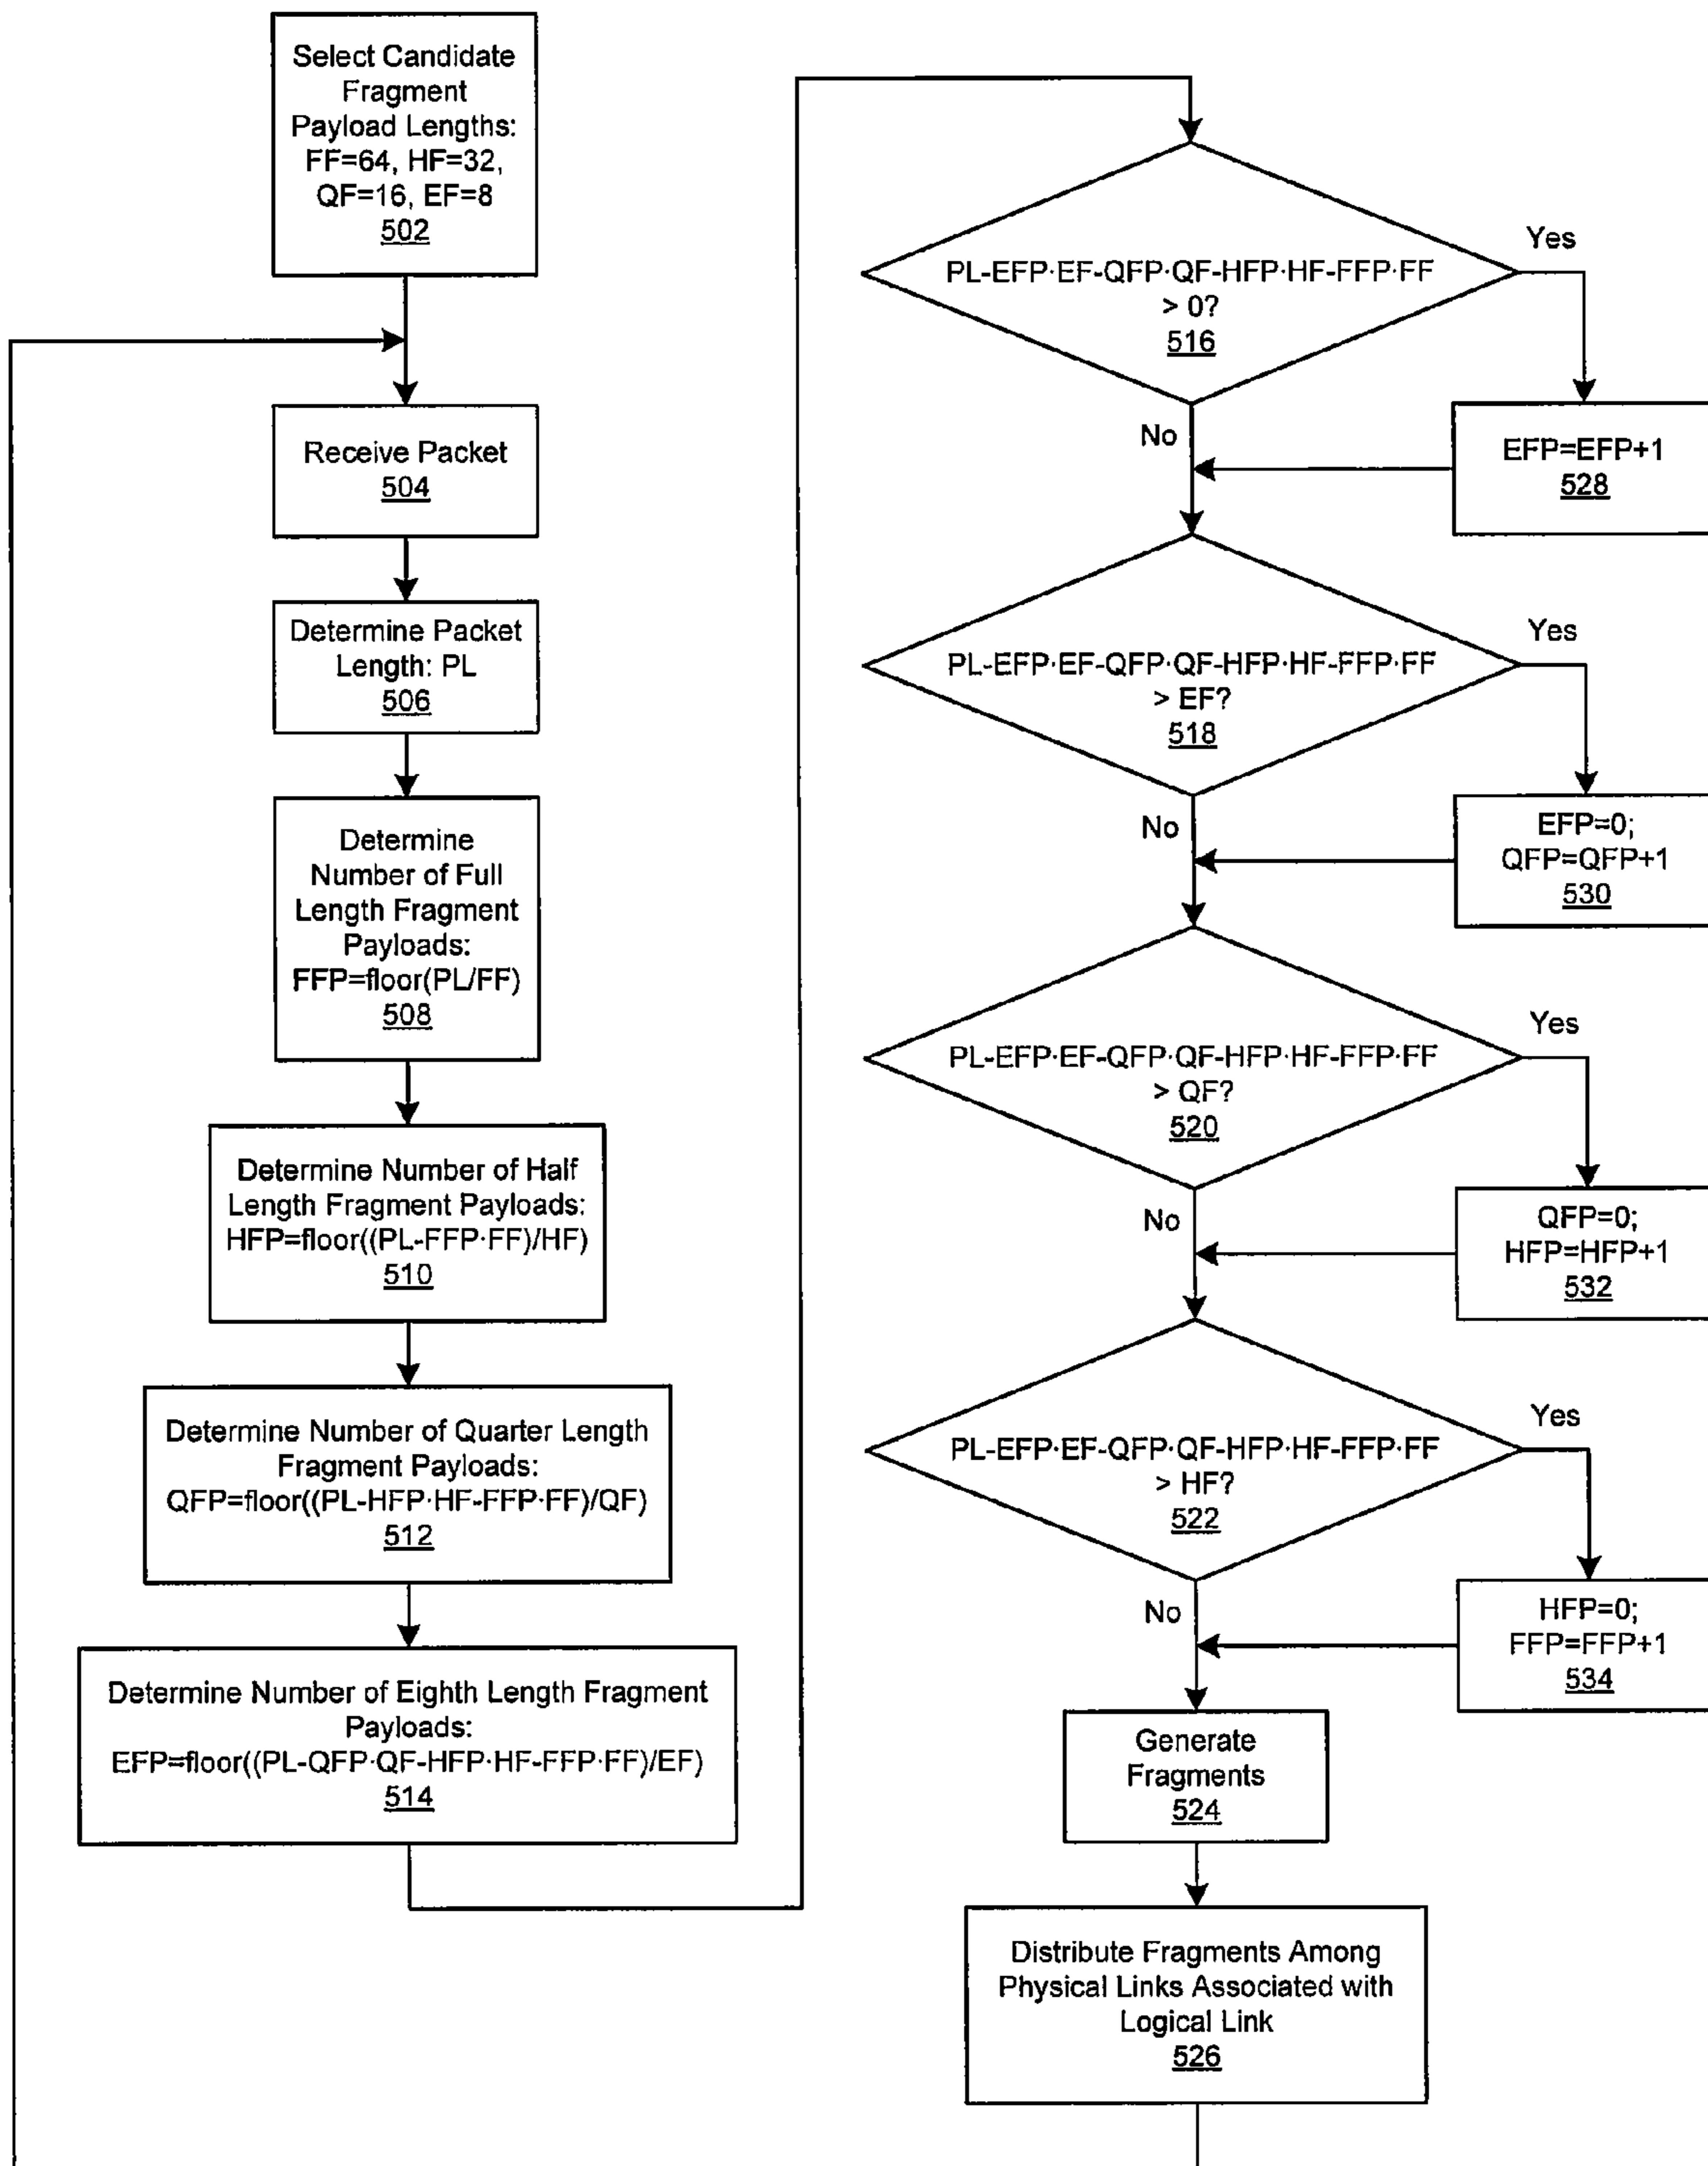 Select Candidate
Fragment
Payload Lengths:
FF=64, HF=32,
QF=16, EF=8
502
Receive Packet
504
Determine Packet
Length: PL
506
Determine
Number of Full
Length Fragment
Payloads:
FFP=floor(PL/FF)
508
Determine Number of Half
Length Fragment Payloads:
HFP=floor((PL-FFP·FF)/HF)
510
Determine Number of Quarter Length
Fragment Payloads:
QFP=floor((PL-HFP·HF-FFP·FF)/QF)
512
Determine Number of Eighth Length Fragment
Payloads:
EFP=floor((PL-QFP·QF-HFP·HF-FFP·FF)/EF)
514
PL-EFP·EF-QFP·QF-HFP·HF-FFP·FF
> 0?
516
Yes
No
EFP=EFP+1
528
PL-EFP·EF-QFP·QF-HFP·HF-FFP·FF
> EF?
518
Yes
No
EFP=0;
QFP=QFP+1
530
PL-EFP·EF-QFP·QF-HFP·HF-FFP·FF
> QF?
520
Yes
No
QFP=0;
HFP=HFP+1
532
PL-EFP·EF-QFP·QF-HFP·HF-FFP·FF
> HF?
522
Yes
No
HFP=0;
FFP=FFP+1
534
Generate
Fragments
524
Distribute Fragments Among
Physical Links Associated with
Logical Link
526